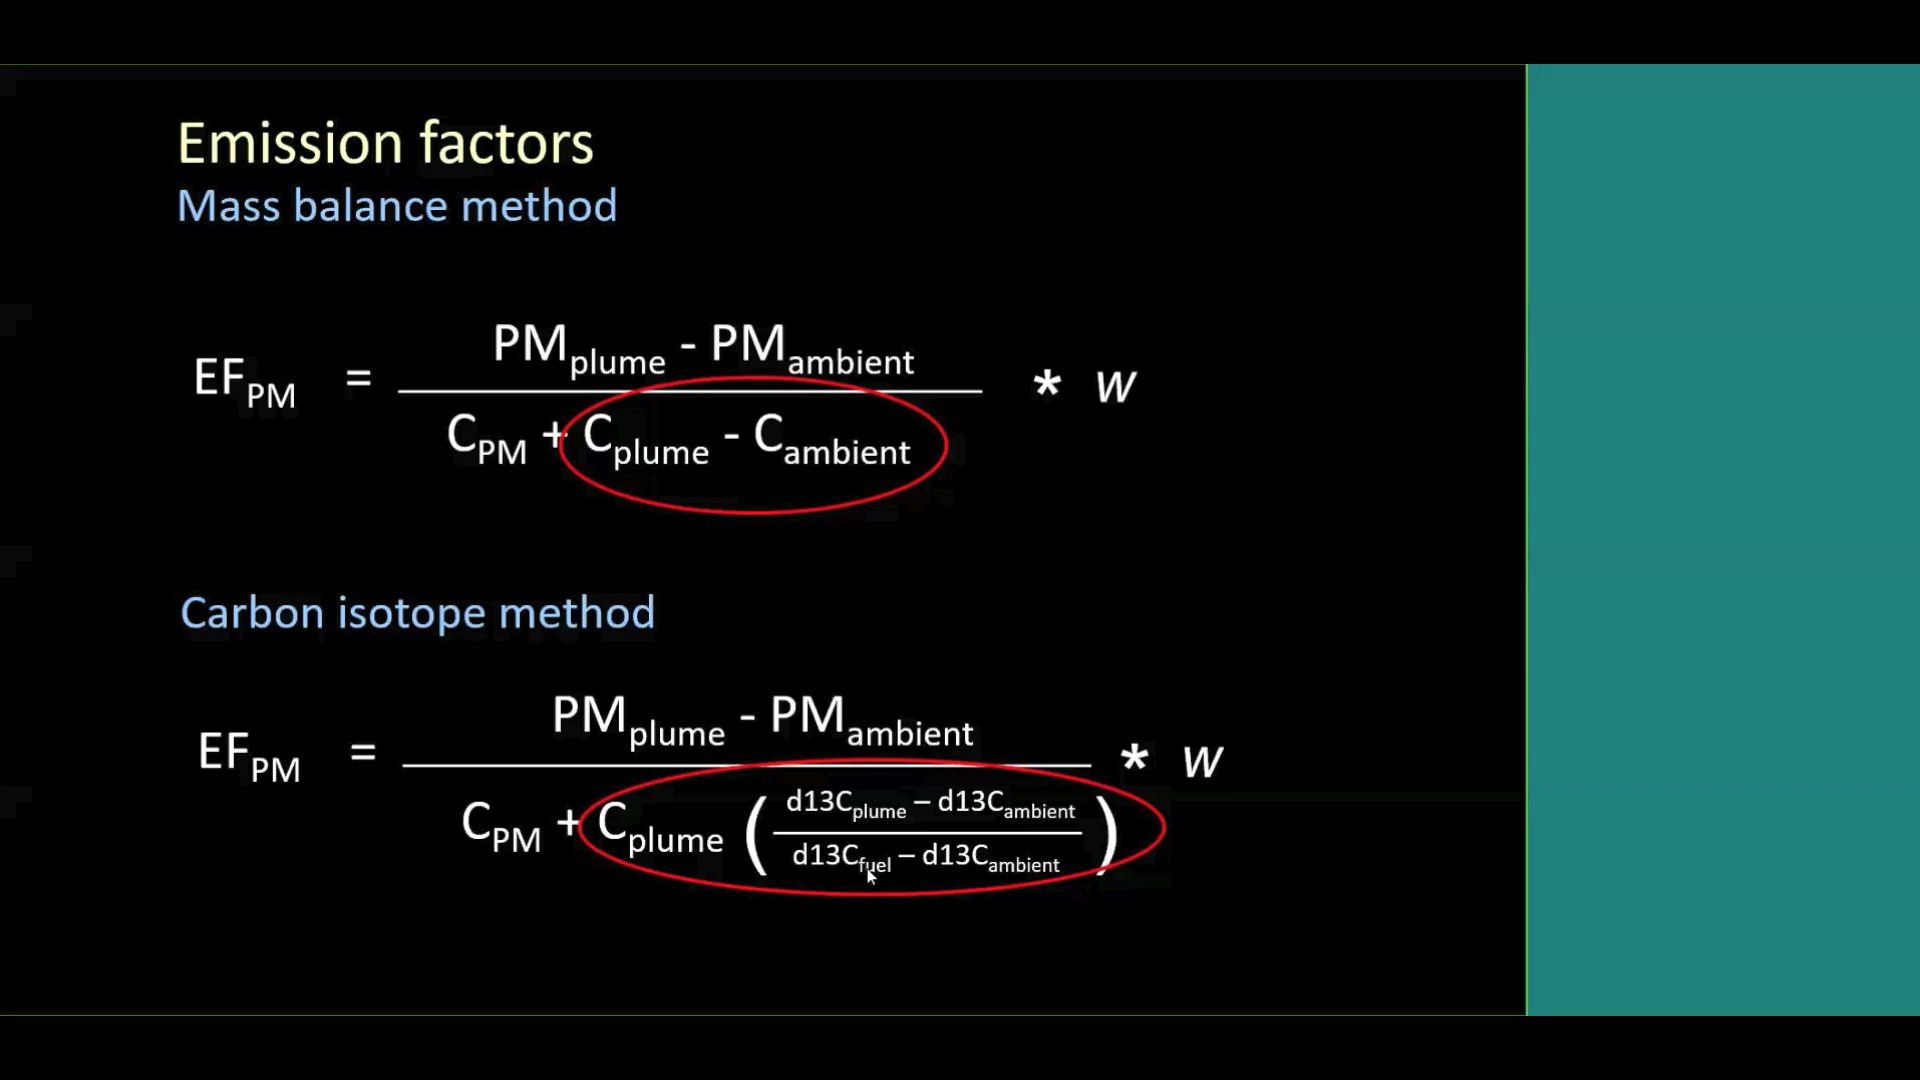 Emission factors
Mass balance method
PMplume - PMambient
EFPM = * w
CPM + Cplume - Cambient
Carbon isotope method
PMplume - PMambient
EFPM = * w
d13Cplume – d13Cambient
CPM + Cplume ( )
d13Cfuel – d13Cambient